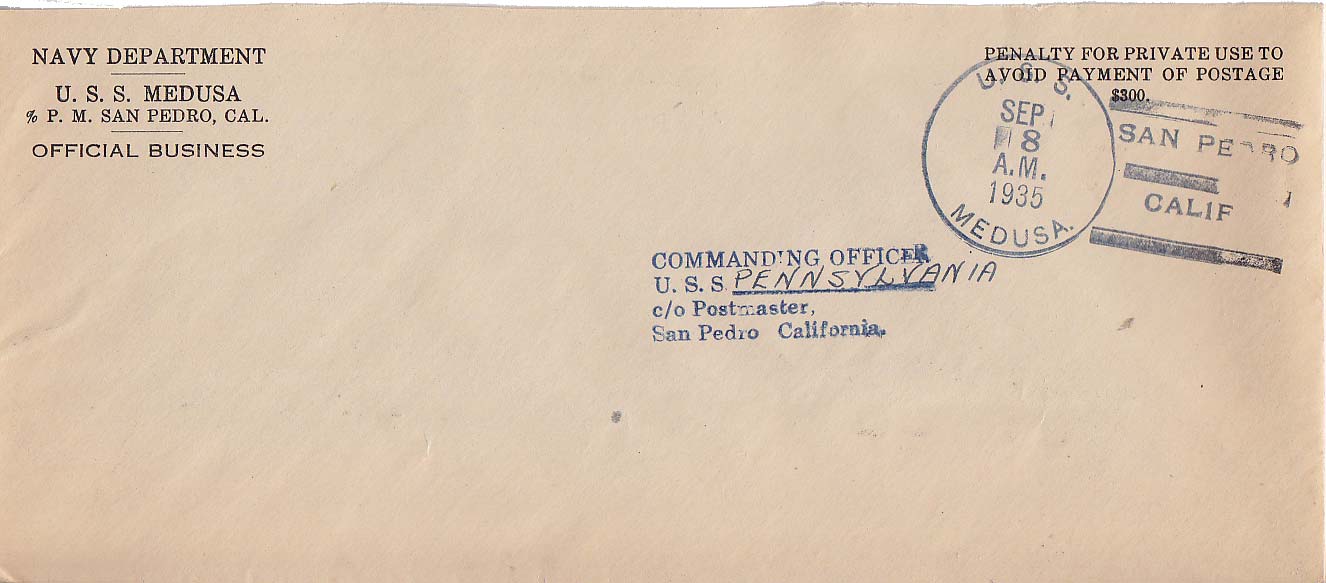 NAVY DEPARTMENT
U. S. S. MEDUSA
% P. M. SAN PEDRO, CAL.
OFFICIAL BUSINESS
PENALTY FOR PRIVATE USE TO
AVOID PAYMENT OF POSTAGE
$300.
U. S. S.
SEP
8
A.M.
1935
MEDUSA.
SAN PEDRO
CALIF
COMMANDING OFFICER
U. S. S. PENNSYLVANIA
c/o Postmaster,
San Pedro California.